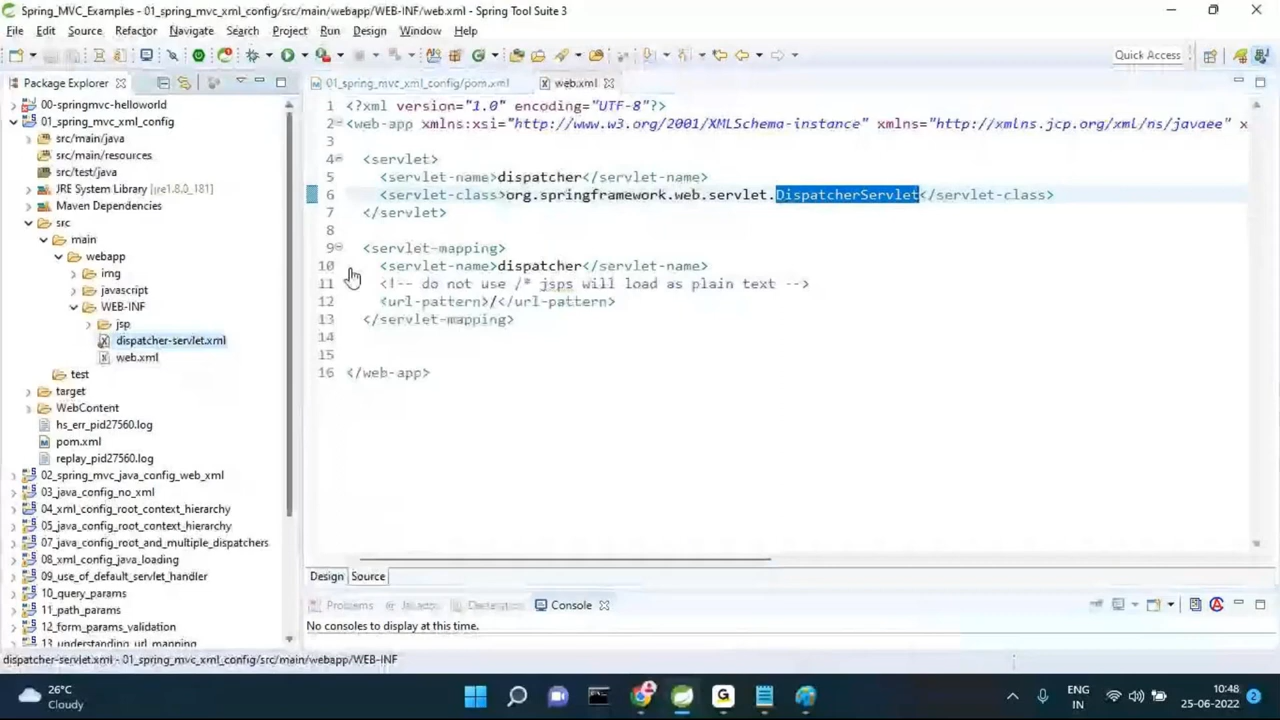 Spring_MVC_Examples - 01_spring_mvc_xml_config/src/main/webapp/WEB-INF/web.xml - Spring Tool Suite 3
File Edit Source Refactor Navigate Search Project Run Design Window Help
Quick Access
Package Explorer
00-springmvc-helloworld
01_spring_mvc_xml_config
src/main/java
src/main/resources
src/test/java
JRE System Library [jre1.8.0_181]
Maven Dependencies
src
main
webapp
img
javascript
WEB-INF
jsp
dispatcher-servlet.xml
web.xml
test
target
WebContent
hs_err_pid27560.log
pom.xml
replay_pid27560.log
02_spring_mvc_java_config_web_xml
03_java_config_no_xml
04_xml_config_root_context_hierarchy
05_java_config_root_context_hierarchy
07_java_config_root_and_multiple_dispatchers
08_xml_config_java_loading
09_use_of_default_servlet_handler
10_query_params
11_path_params
12_form_params_validation
13_understanding_url_mapping
01_spring_mvc_xml_config/pom.xml web.xml
1 <?xml version="1.0" encoding="UTF-8"?>
2 <web-app xmlns:xsi="http://www.w3.org/2001/XMLSchema-instance" xmlns="http://xmlns.jcp.org/xml/ns/javaee" x
3
4 <servlet>
5 <servlet-name>dispatcher</servlet-name>
6 <servlet-class>org.springframework.web.servlet.DispatcherServlet</servlet-class>
7 </servlet>
8
9 <servlet-mapping>
10 <servlet-name>dispatcher</servlet-name>
11 <!-- do not use /* jsps will load as plain text -->
12 <url-pattern>/</url-pattern>
13 </servlet-mapping>
14
15
16 </web-app>
Design Source
Problems Javadoc Declaration Console
No consoles to display at this time.
dispatcher-servlet.xml - 01_spring_mvc_xml_config/src/main/webapp/WEB-INF
26°C
Cloudy
ENG
IN
10:48
25-06-2022
2